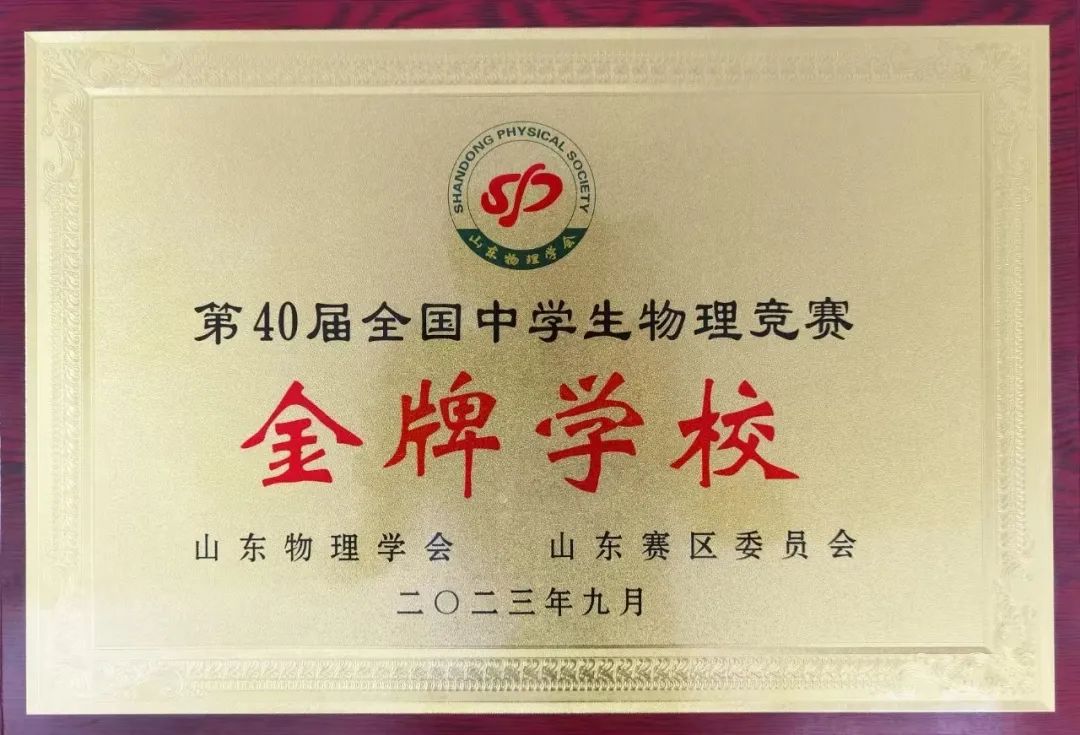 SHANDONG PHYSICAL SOCIETY
山东物理学会
第40届全国中学生物理竞赛
金牌学校
山东物理学会 山东赛区委员会
二〇二三年九月